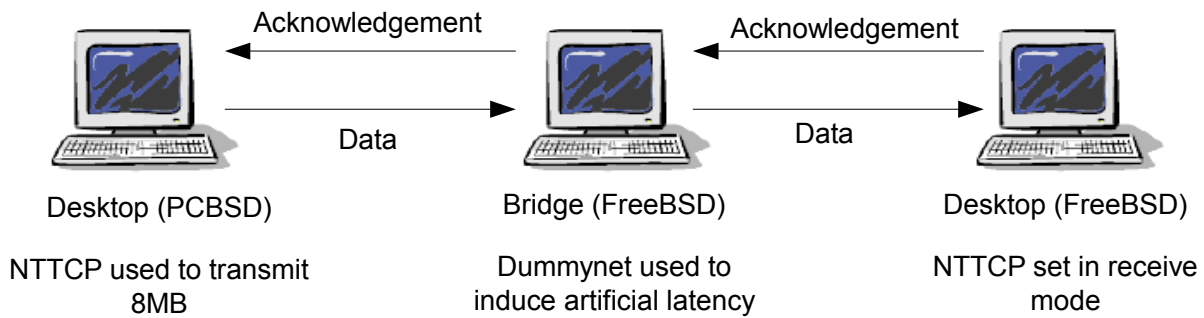 Acknowledgement
Acknowledgement
Data
Data
Desktop (PCBSD)
Bridge (FreeBSD)
Desktop (FreeBSD)
NTTCP used to transmit
8MB
Dummynet used to
induce artificial latency
NTTCP set in receive
mode